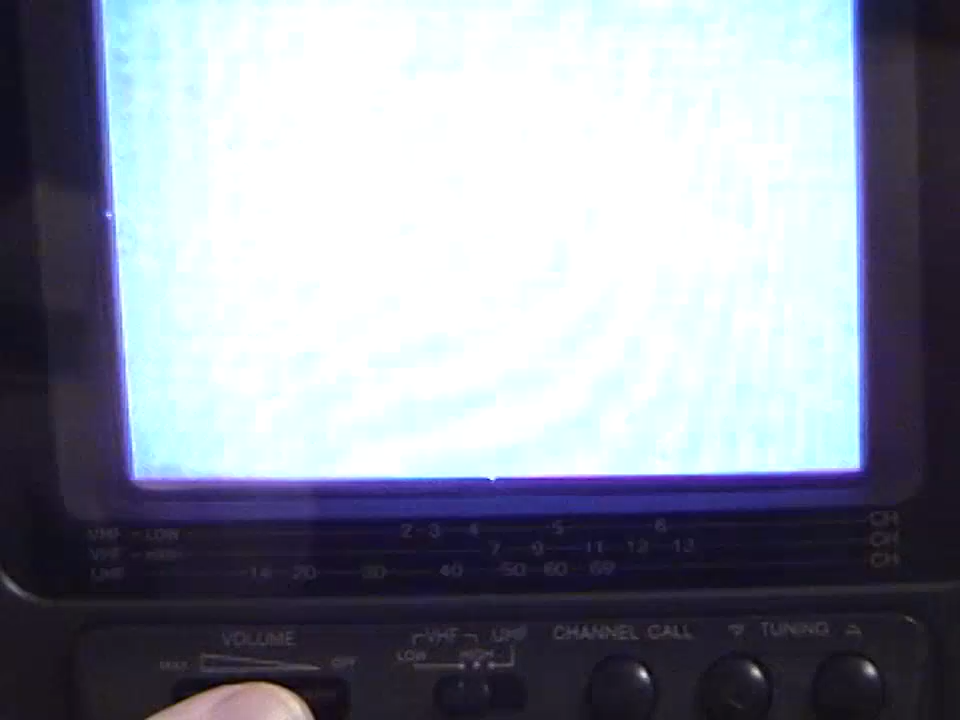 VHF - LOW 2 3 4 5 6 CH
VHF - HIGH 7 9 11 12 13 CH
UHF 14 20 30 40 50 60 69 CH
VOLUME VHF UHF CHANNEL CALL ▽ TUNING △
MAX OFF LOW HIGH